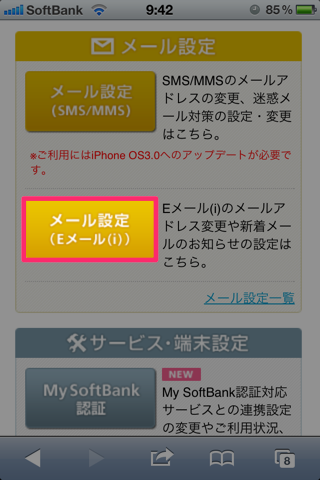 SoftBank 9:42 85%
メール設定
メール設定
(SMS/MMS)
SMS/MMSのメールア
ドレスの変更、迷惑メ
ール対策の設定・変更
はこちら。
※ご利用にはiPhone OS3.0へのアップデートが必要で
す。
メール設定
(Eメール(i))
Eメール(i)のメールア
ドレス変更や新着メー
ルのお知らせの設定は
こちら。
メール設定一覧
サービス・端末設定
My SoftBank
認証
NEW
My SoftBank認証対応
サービスとの連携設定
の変更やご利用状況、
8